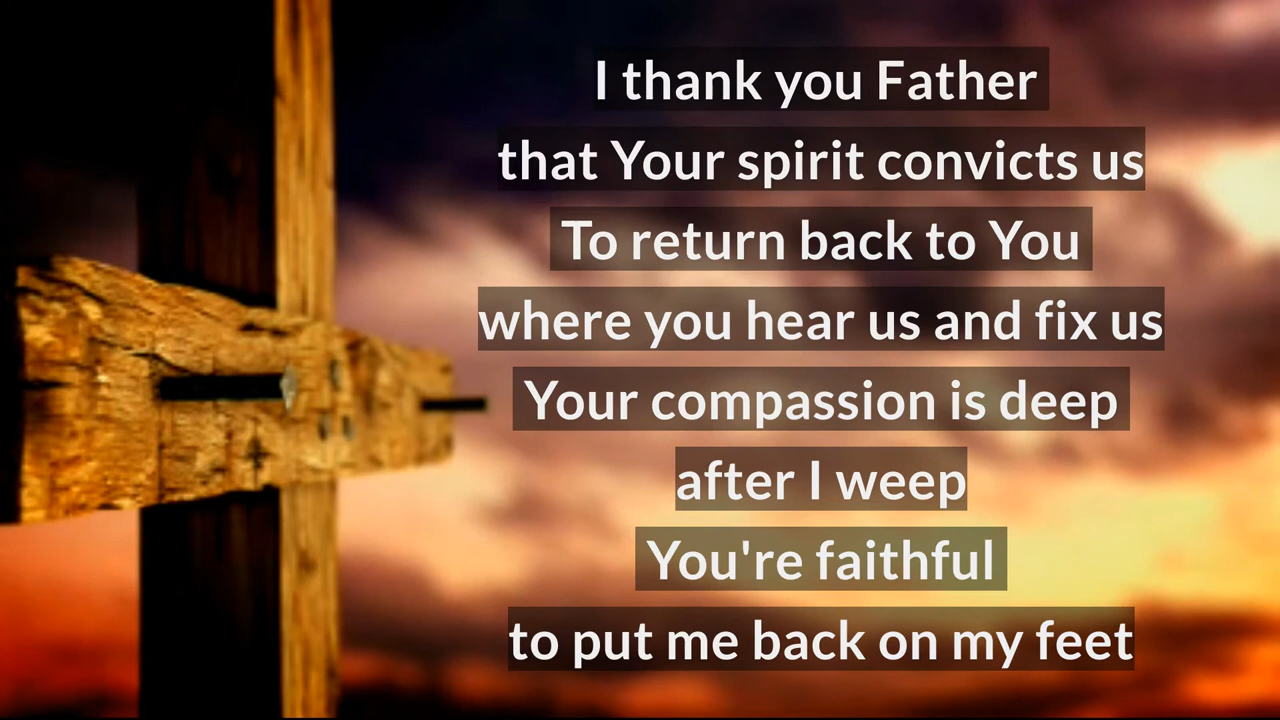 I thank you Father
that Your spirit convicts us
To return back to You
where you hear us and fix us
Your compassion is deep
after I weep
You're faithful
to put me back on my feet